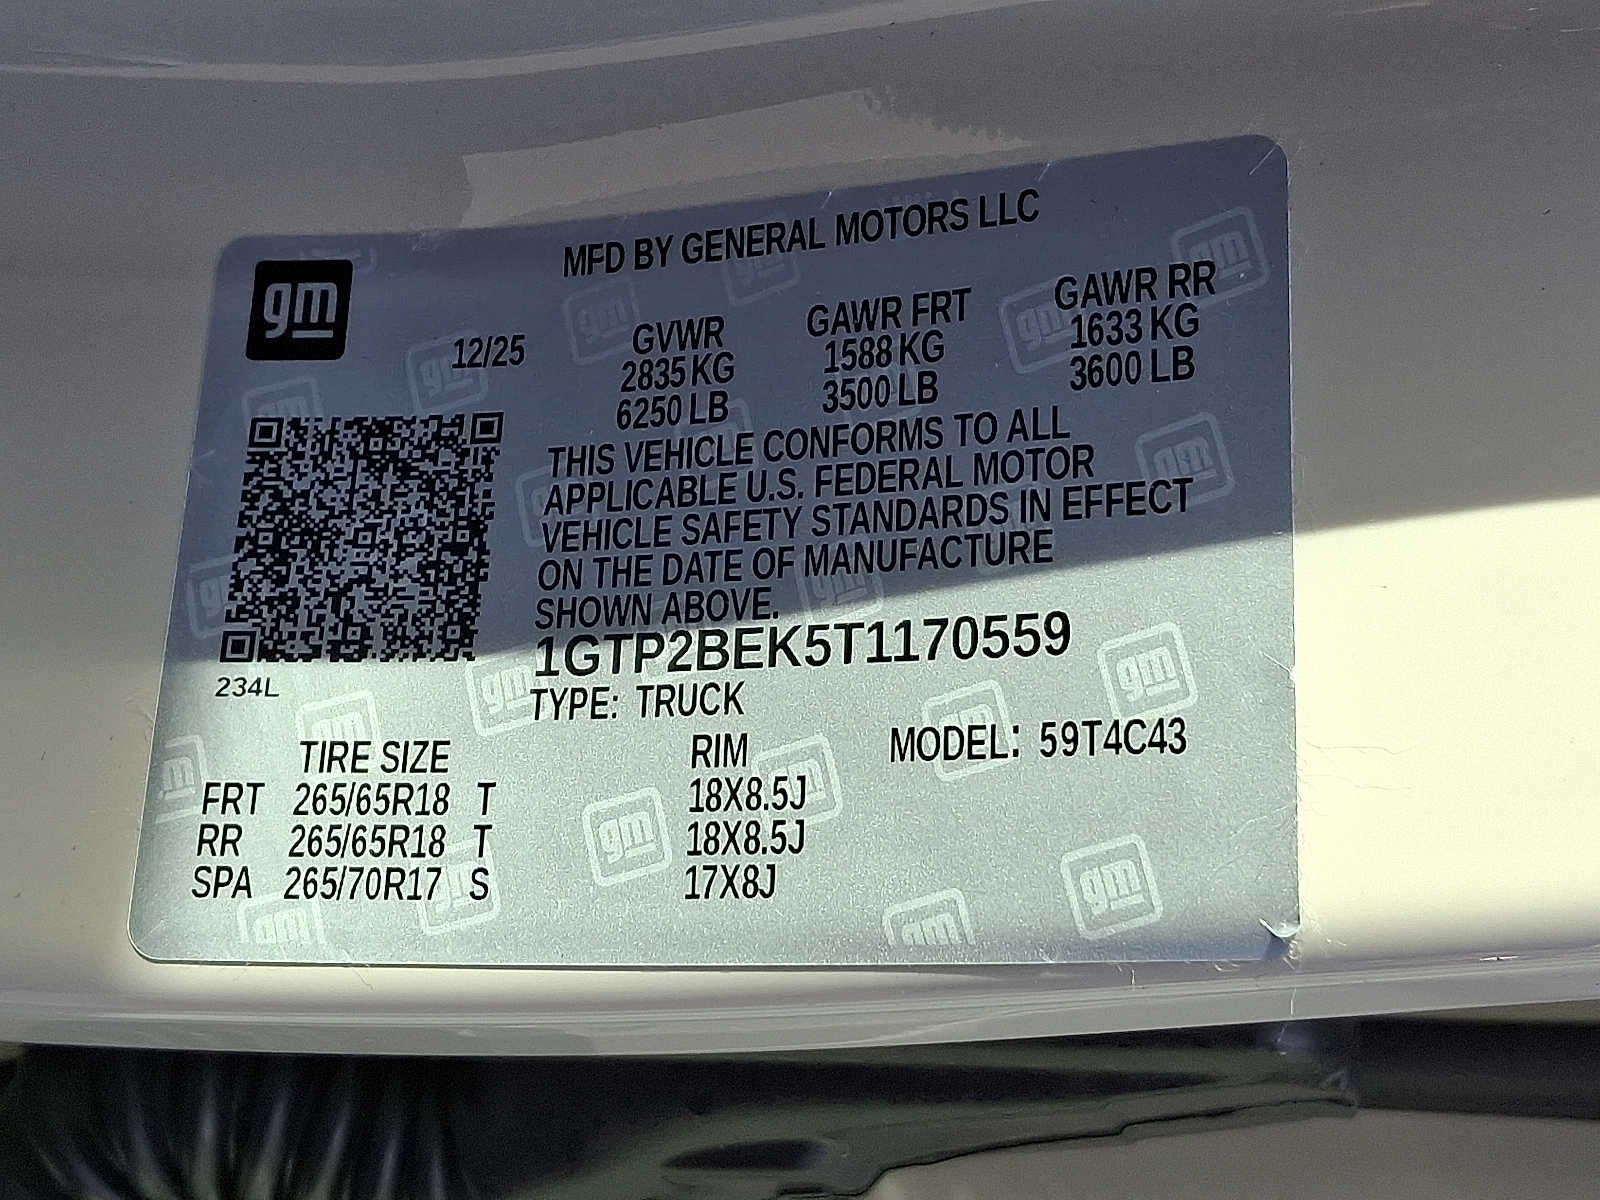 gm
MFD BY GENERAL MOTORS LLC
12/25
GVWR
2835 KG
6250 LB
GAWR FRT
1588 KG
3500 LB
GAWR RR
1633 KG
3600 LB
THIS VEHICLE CONFORMS TO ALL
APPLICABLE U.S. FEDERAL MOTOR
VEHICLE SAFETY STANDARDS IN EFFECT
ON THE DATE OF MANUFACTURE
SHOWN ABOVE.
1GTP2BEK5T1170559
234L
TYPE: TRUCK
MODEL: 59T4C43
TIRE SIZE RIM
FRT 265/65R18 T 18X8.5J
RR 265/65R18 T 18X8.5J
SPA 265/70R17 S 17X8J